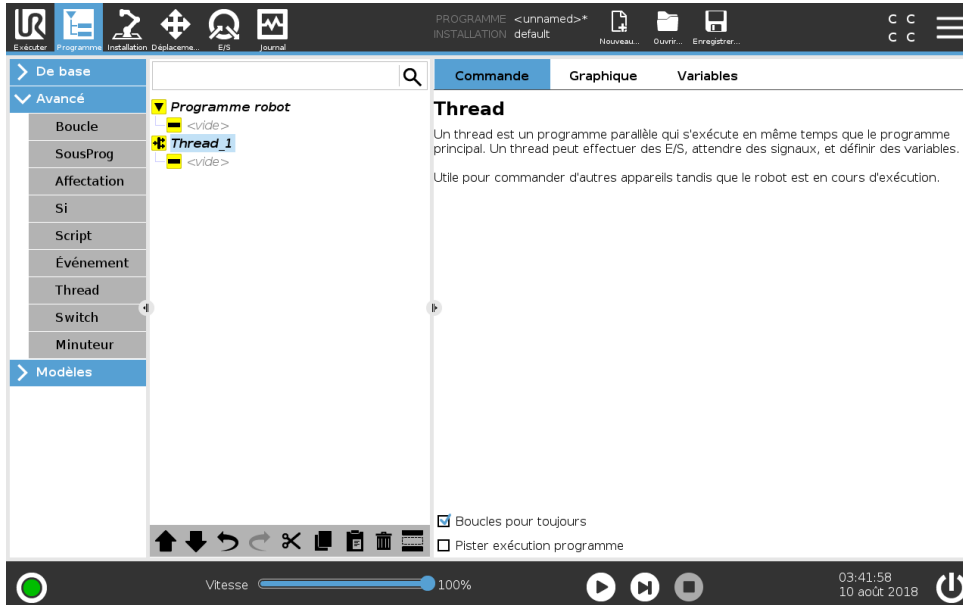 PROGRAMME <unnamed>*
INSTALLATION default
C C
C C
Exécuter
Programme
Installation
Déplaceme...
E/S
Journal
Nouveau...
Ouvrir...
Enregistrer...
De base
Avancé
Boucle
SousProg
Affectation
Si
Script
Événement
Thread
Switch
Minuteur
Modèles
Programme robot
<vide>
Thread_1
<vide>
Commande
Graphique
Variables
Thread
Un thread est un programme parallèle qui s'exécute en même temps que le programme
principal. Un thread peut effectuer des E/S, attendre des signaux, et définir des variables.
Utile pour commander d'autres appareils tandis que le robot est en cours d'exécution.
Boucles pour toujours
Pister exécution programme
Vitesse
100%
03:41:58
10 août 2018